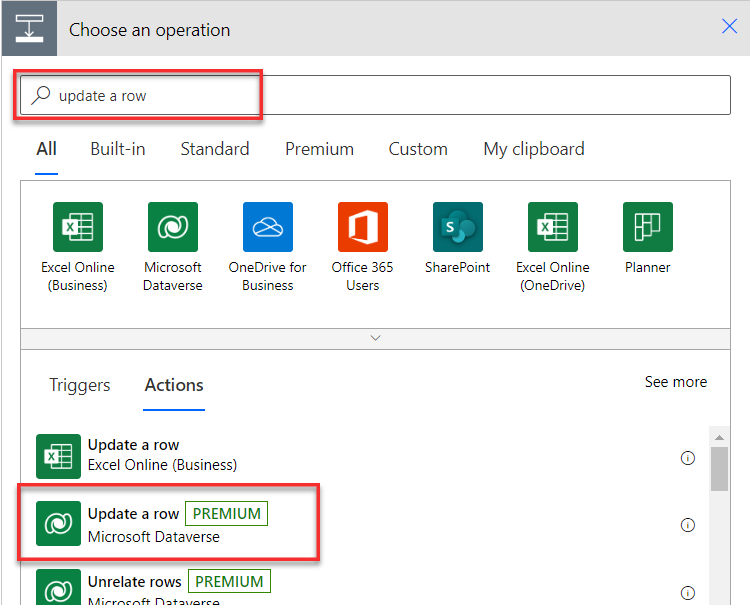 Choose an operation
update a row
All Built-in Standard Premium Custom My clipboard
Excel Online (Business)
Microsoft Dataverse
OneDrive for Business
Office 365 Users
SharePoint
Excel Online (OneDrive)
Planner
Triggers Actions See more
Update a row
Excel Online (Business)
Update a row PREMIUM
Microsoft Dataverse
Unrelate rows PREMIUM
Microsoft Dataverse